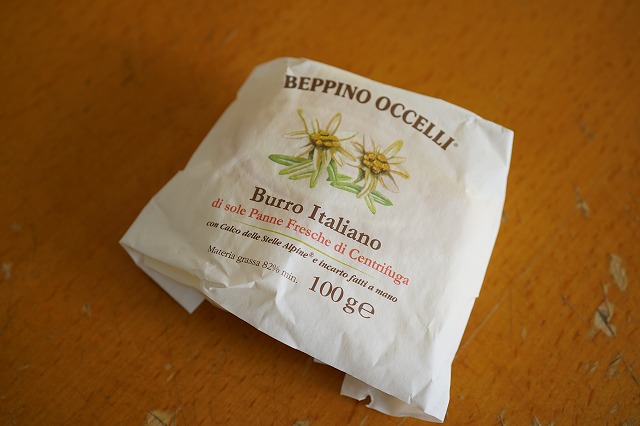 BEPPINO OCCELLI®
Burro Italiano
di sole Panne Fresche di Centrifuga
con Calco delle Stelle Alpine® e incarto fatti a mano
Materia grassa 82% min.
100 g e